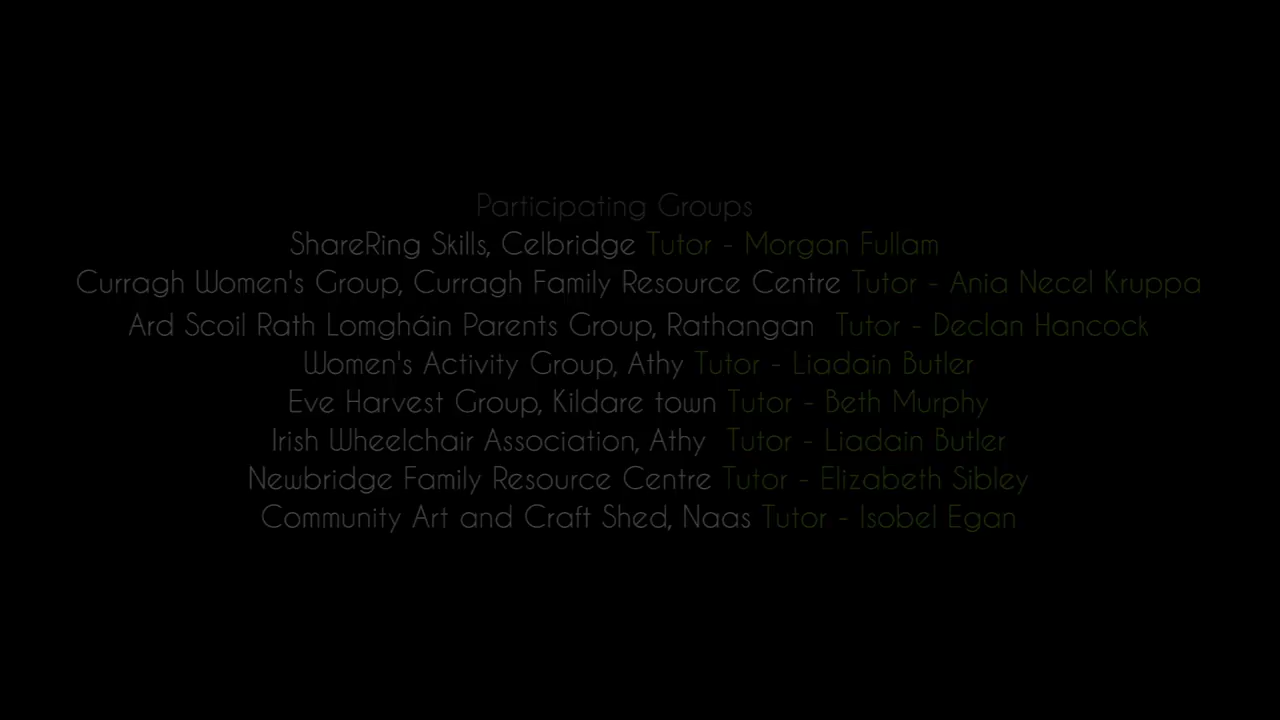 Participating Groups
ShareRing Skills, Celbridge Tutor - Morgan Fullam
Curragh Women's Group, Curragh Family Resource Centre Tutor - Ania Necel Kruppa
Ard Scoil Rath Lomgháin Parents Group, Rathangan Tutor - Declan Hancock
Women's Activity Group, Athy Tutor - Liadain Butler
Eve Harvest Group, Kildare town Tutor - Beth Murphy
Irish Wheelchair Association, Athy Tutor - Liadain Butler
Newbridge Family Resource Centre Tutor - Elizabeth Sibley
Community Art and Craft Shed, Naas Tutor - Isobel Egan